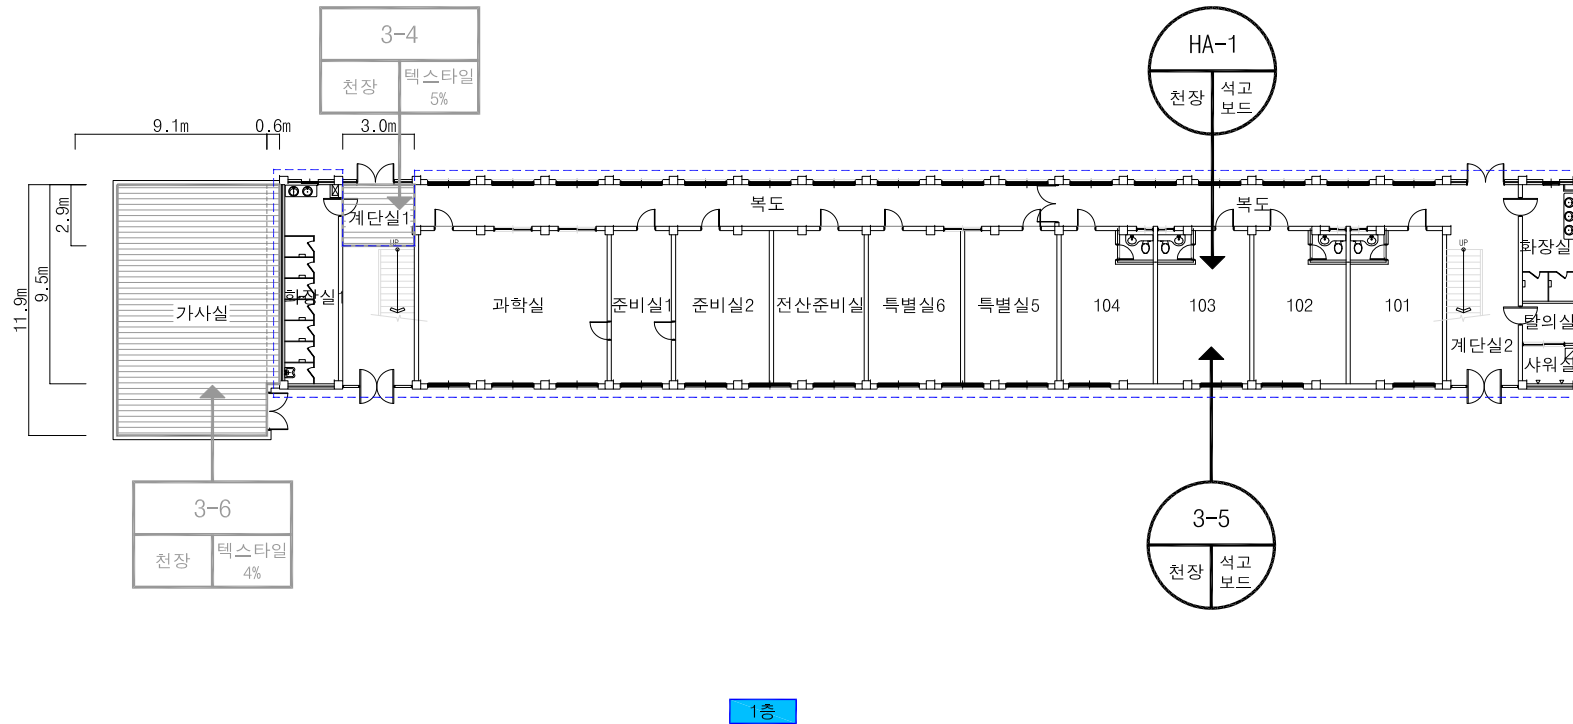 3-4
천장
텍스타일
5%
HA-1
천장
석고
보드
9.1m
0.6m
3.0m
2.9m
9.5m
11.9m
계단실1
복도
복도
UP
UP
가사실
화장실1
과학실
준비실1
준비실2
전산준비실
특별실6
특별실5
104
103
102
101
계단실2
화장실
탈의실
샤워실
3-6
천장
텍스타일
4%
3-5
천장
석고
보드
1층